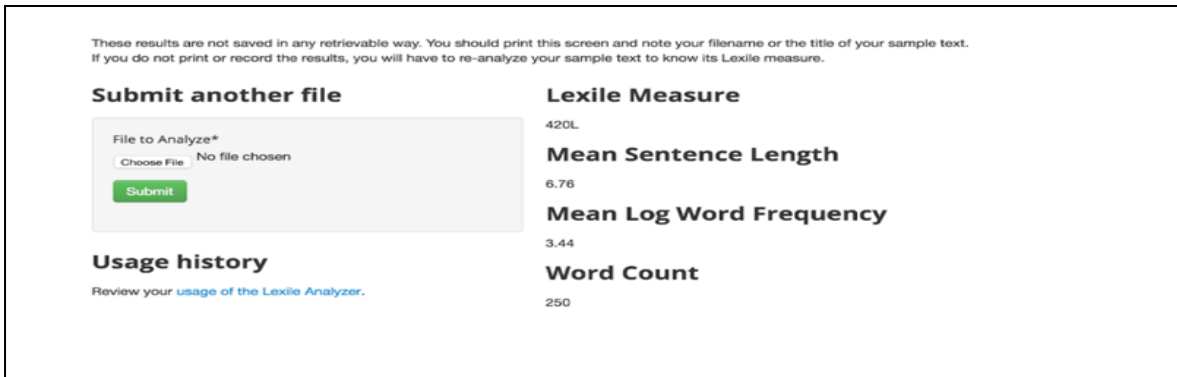 These results are not saved in any retrievable way. You should print this screen and note your filename or the title of your sample text.
If you do not print or record the results, you will have to re-analyze your sample text to know its Lexile measure.
Submit another file
File to Analyze*
Choose File No file chosen
Submit
Usage history
Review your usage of the Lexile Analyzer.
Lexile Measure
420L
Mean Sentence Length
6.76
Mean Log Word Frequency
3.44
Word Count
250